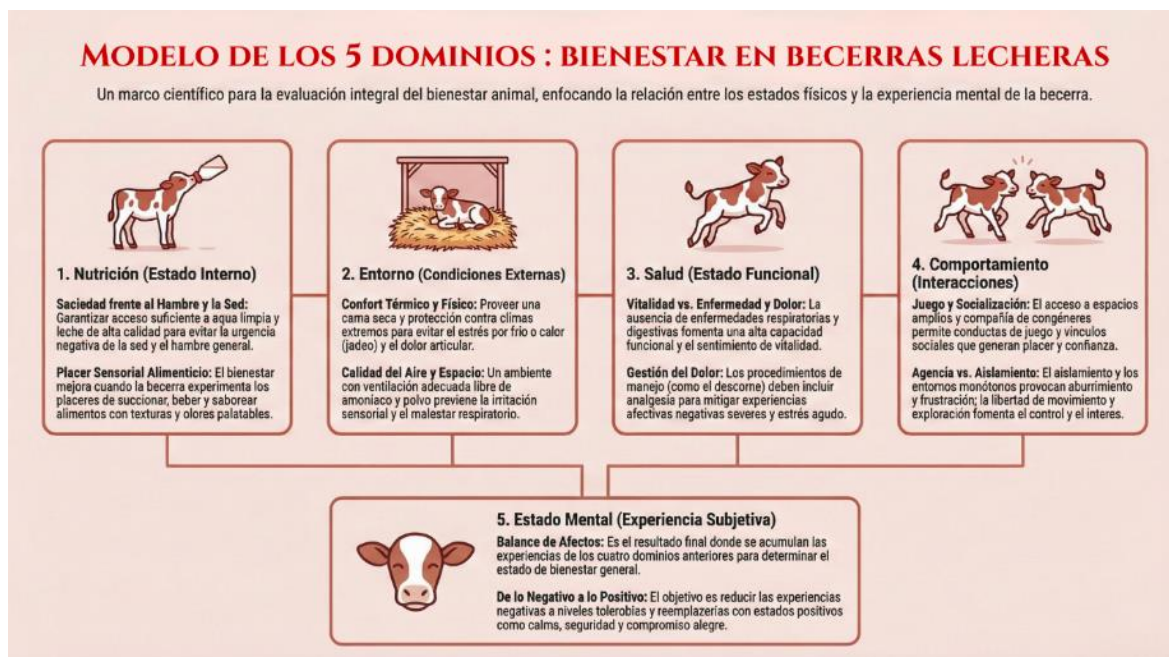 MODELO DE LOS 5 DOMINIOS : BIENESTAR EN BECERRAS LECHERAS
Un marco científico para la evaluación integral del bienestar animal, enfocando la relación entre los estados físicos y la experiencia mental de la becerra.
1. Nutrición (Estado Interno)
Saciedad frente al Hambre y la Sed:
Garantizar acceso suficiente a aqua limpia y
leche de alta calidad para evitar la urgencia
negativa de la sed y el hambre general.
Placer Sensorial Alimenticio: El bienestar
mejora cuando la becerra experimenta los
placeres de succionar, beber y saborear
alimentos con texturas y olores palatables.
2. Entorno (Condiciones Externas)
Confort Térmico y Físico: Proveer una
cama seca y protección contra climas
extremos para evitar el estrés por frío o calor
(jadeo) y el dolor articular.
Calidad del Aire y Espacio: Un ambiente
con ventilación adecuada libre de
amoniaco y polvo previene la irritación
sensorial y el malestar respiratorio.
3. Salud (Estado Funcional)
Vitalidad vs. Enfermedad y Dolor: La
ausencia de enfermedades respiratorias y
digestivas fomenta una alta capacidad
funcional y el sentimiento de vitalidad.
Gestión del Dolor: Los procedimientos de
manejo (como el descorne) deben incluir
analgesia para mitigar experiencias
afectivas negativas severes y estrés agudo.
4. Comportamiento
(Interacciones)
Juego y Socialización: El acceso a espacios
amplios y compañía de congéneres
permite conductas de juego y vínculos
sociales que generan placer y confianza.
Agencia vs. Aislamiento: El aislamiento y los
entornos monótonos provocan aburrimiento
y frustración; la libertad de movimiento y
exploración fomenta el control y el interes.
5. Estado Mental (Experiencia Subjetiva)
Balance de Afectos: Es el resultado final donde se acumulan las
experiencias de los cuatro dominios anteriores para determinar el
estado de bienestar general.
De lo Negativo a lo Positivo: El objetivo es reducir las experiencias
negativas a niveles tolerobias y reemplazerías con estados positivos
como calms, seguridad y compromiso alegre.